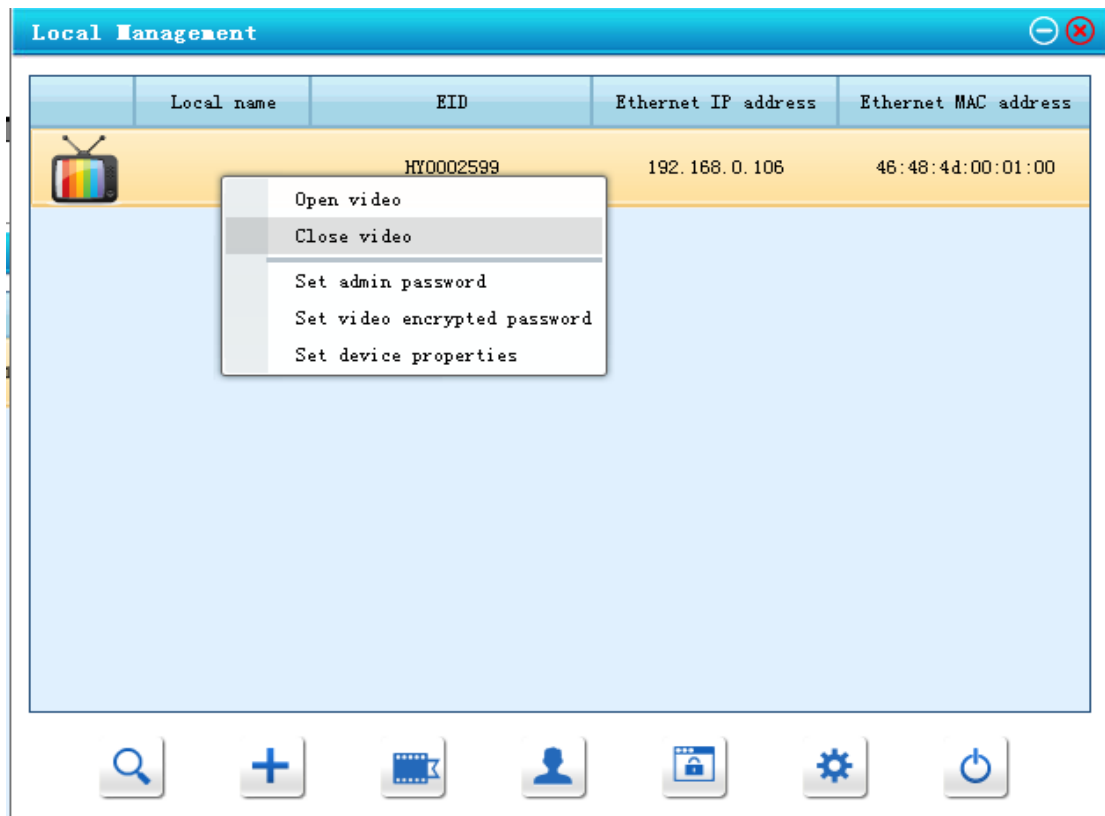 Local Management
Local name EID Ethernet IP address Ethernet MAC address
HY0002599 192.168.0.106 46:48:4d:00:01:00
Open video
Close video
Set admin password
Set video encrypted password
Set device properties